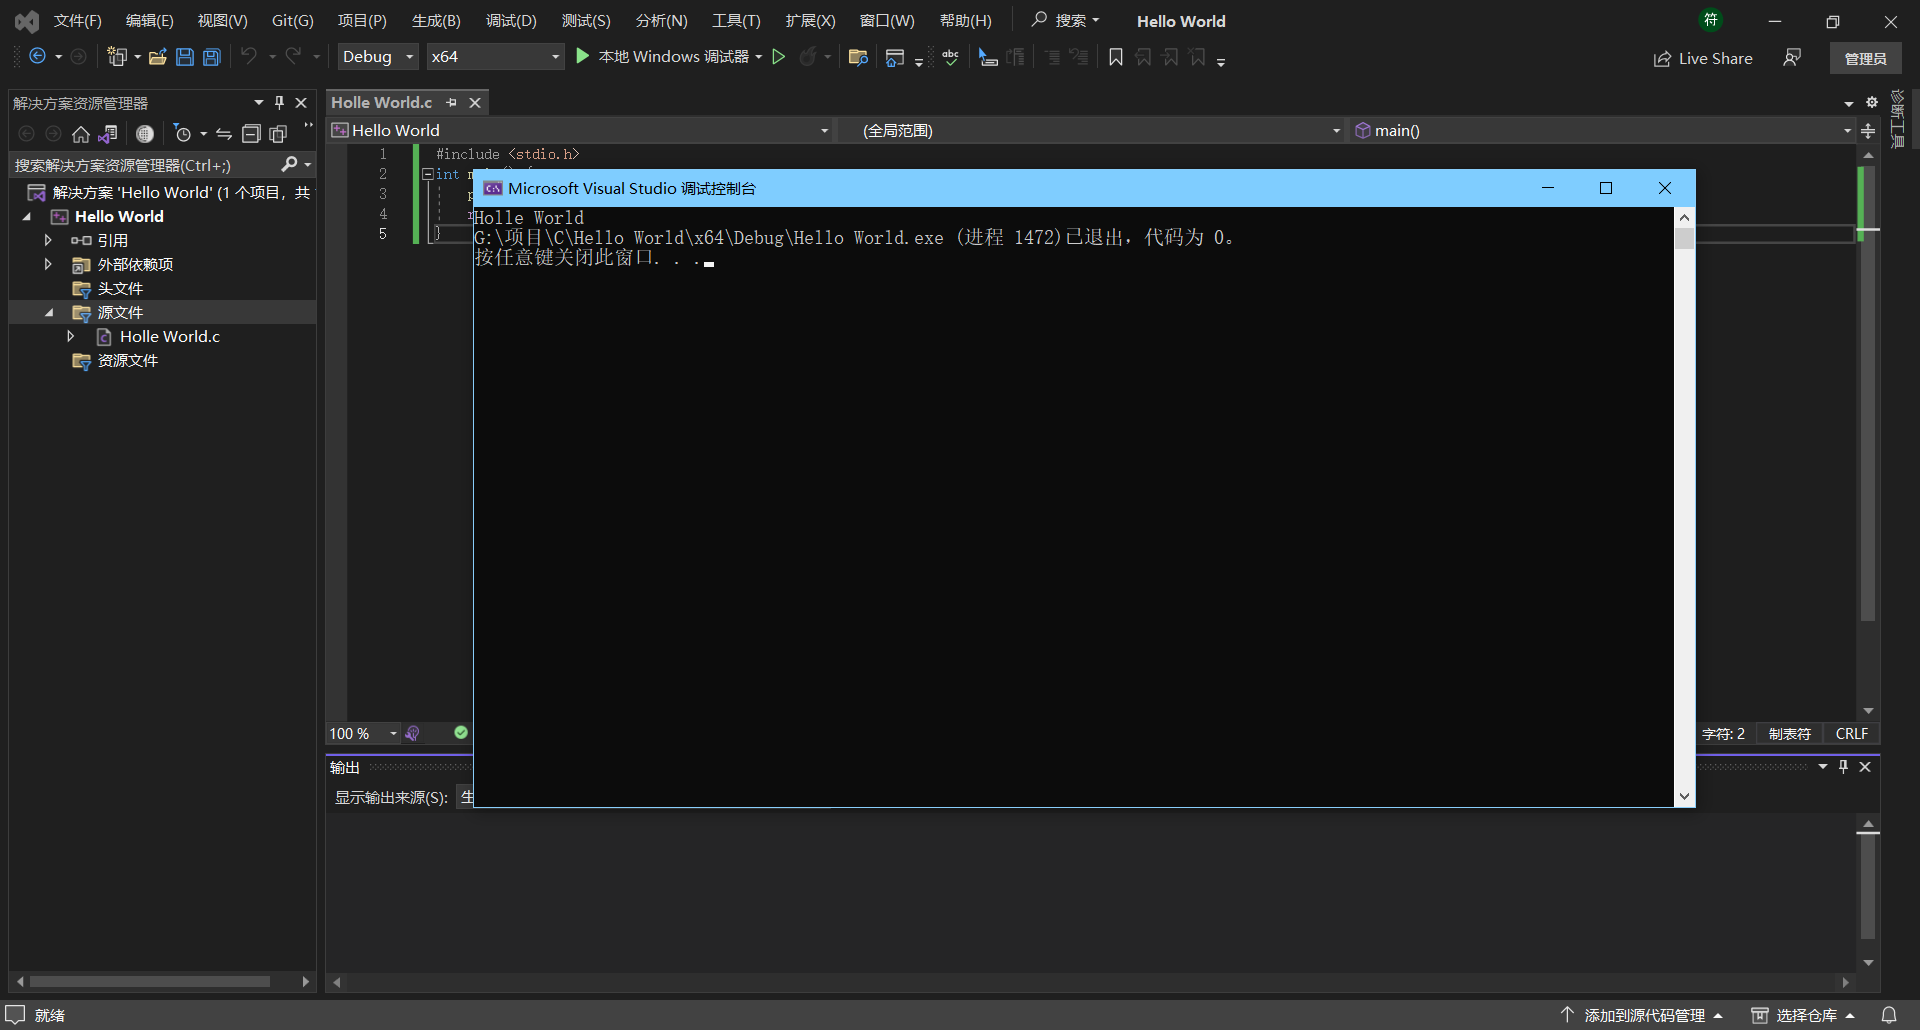 文件(F) 编辑(E) 视图(V) Git(G) 项目(P) 生成(B) 调试(D) 测试(S) 分析(N) 工具(T) 扩展(X) 窗口(W) 帮助(H) 搜索 Hello World 符
Debug x64 本地 Windows 调试器 abc Live Share 管理员
解决方案资源管理器
搜索解决方案资源管理器(Ctrl+;)
解决方案 'Hello World' (1 个项目, 共
Hello World
引用
外部依赖项
头文件
源文件
Holle World.c
资源文件
Holle World.c
Hello World (全局范围) main()
1 #include <stdio.h>
2 int
3
4
5 }
Microsoft Visual Studio 调试控制台
Holle World
G:\项目\C\Hello World\x64\Debug\Hello World.exe (进程 1472)已退出，代码为 0。
按任意键关闭此窗口. . .
100 % 字符: 2 制表符 CRLF
输出
显示输出来源(S): 生
诊断工具
就绪 添加到源代码管理 选择仓库